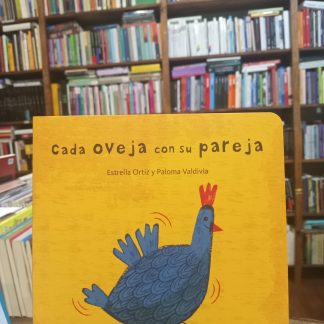 Cada oveja con su pareja
Estrella Ortiz y Paloma Valdivia